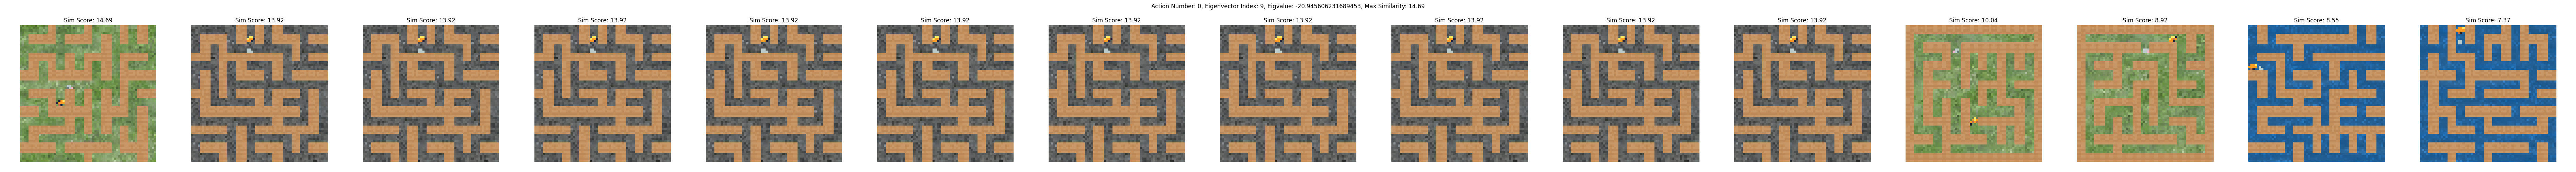 Action Number: 0, Eigenvector Index: 9, Eigvalue: -20.945606231689453, Max Similarity: 14.69
Sim Score: 14.69
Sim Score: 13.92
Sim Score: 13.92
Sim Score: 13.92
Sim Score: 13.92
Sim Score: 13.92
Sim Score: 13.92
Sim Score: 13.92
Sim Score: 13.92
Sim Score: 13.92
Sim Score: 13.92
Sim Score: 10.04
Sim Score: 8.92
Sim Score: 8.55
Sim Score: 7.37